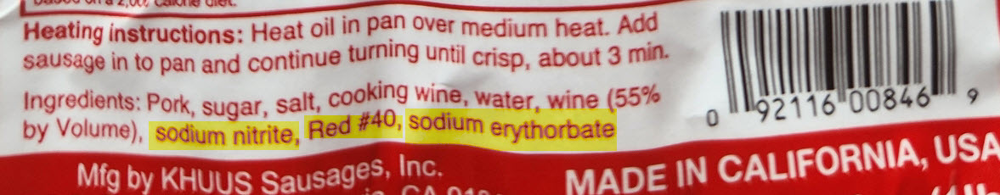 Heating instructions: Heat oil in pan over medium heat. Add
sausage in to pan and continue turning until crisp, about 3 min.
Ingredients: Pork, sugar, salt, cooking wine, water, wine (55%
by Volume), sodium nitrite, Red #40, sodium erythorbate
0 92116 00846 9
Mfg by KHUUS Sausages, Inc.
MADE IN CALIFORNIA, USA